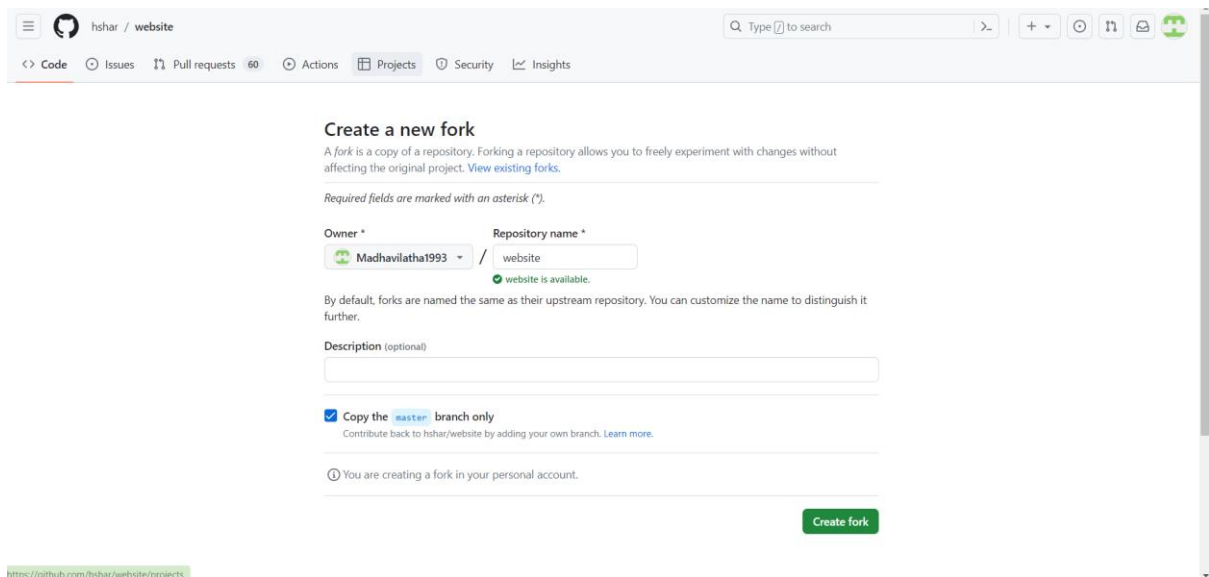 hshar / website
Type / to search
Code Issues Pull requests 60 Actions Projects Security Insights
Create a new fork
A fork is a copy of a repository. Forking a repository allows you to freely experiment with changes without
affecting the original project. View existing forks.
Required fields are marked with an asterisk (*).
Owner * Repository name *
Madhavilatha1993 / website
website is available.
By default, forks are named the same as their upstream repository. You can customize the name to distinguish it
further.
Description (optional)
Copy the master branch only
Contribute back to hshar/website by adding your own branch. Learn more.
You are creating a fork in your personal account.
Create fork
https://github.com/hshar/website/projects